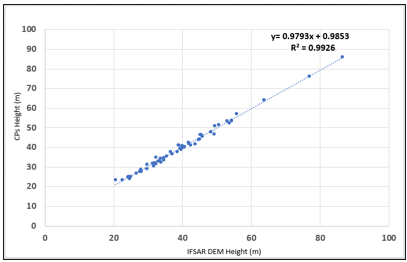 y= 0.9793x + 0.9853
R² = 0.9926
100
90
80
70
60
50
40
30
20
10
0
CPs Height (m)
0 20 40 60 80 100
IFSAR DEM Height (m)